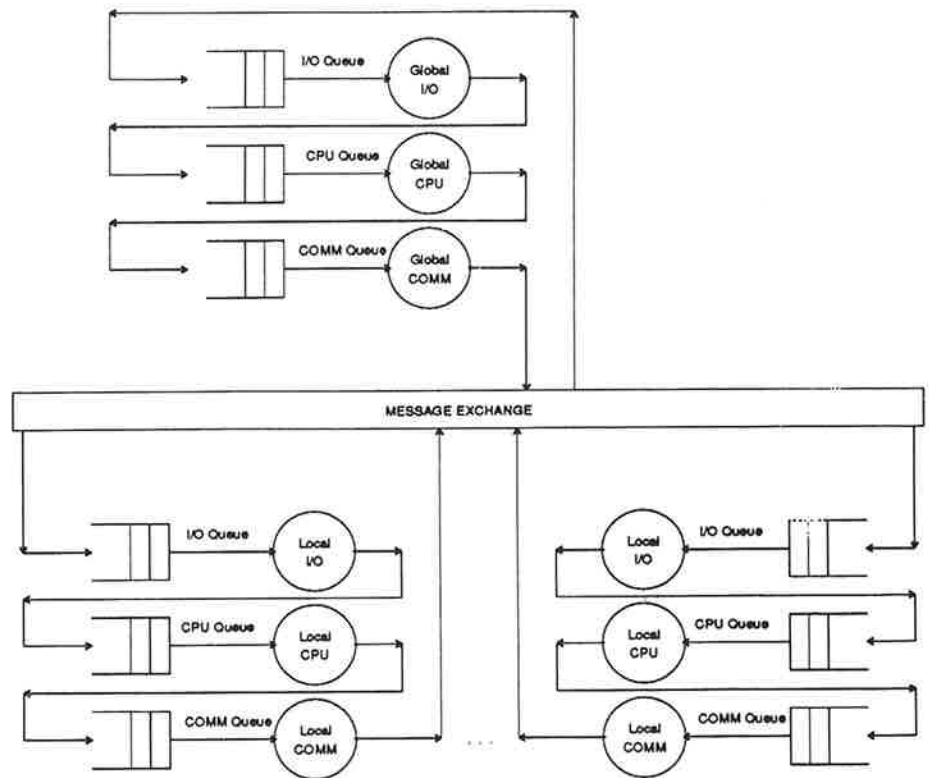 I/O Queue
Global
I/O
CPU Queue
Global
CPU
COMM Queue
Global
COMM
MESSAGE EXCHANGE
I/O Queue
Local
I/O
CPU Queue
Local
CPU
COMM Queue
Local
COMM
. . .
Local
I/O
I/O Queue
Local
CPU
CPU Queue
Local
COMM
COMM Queue